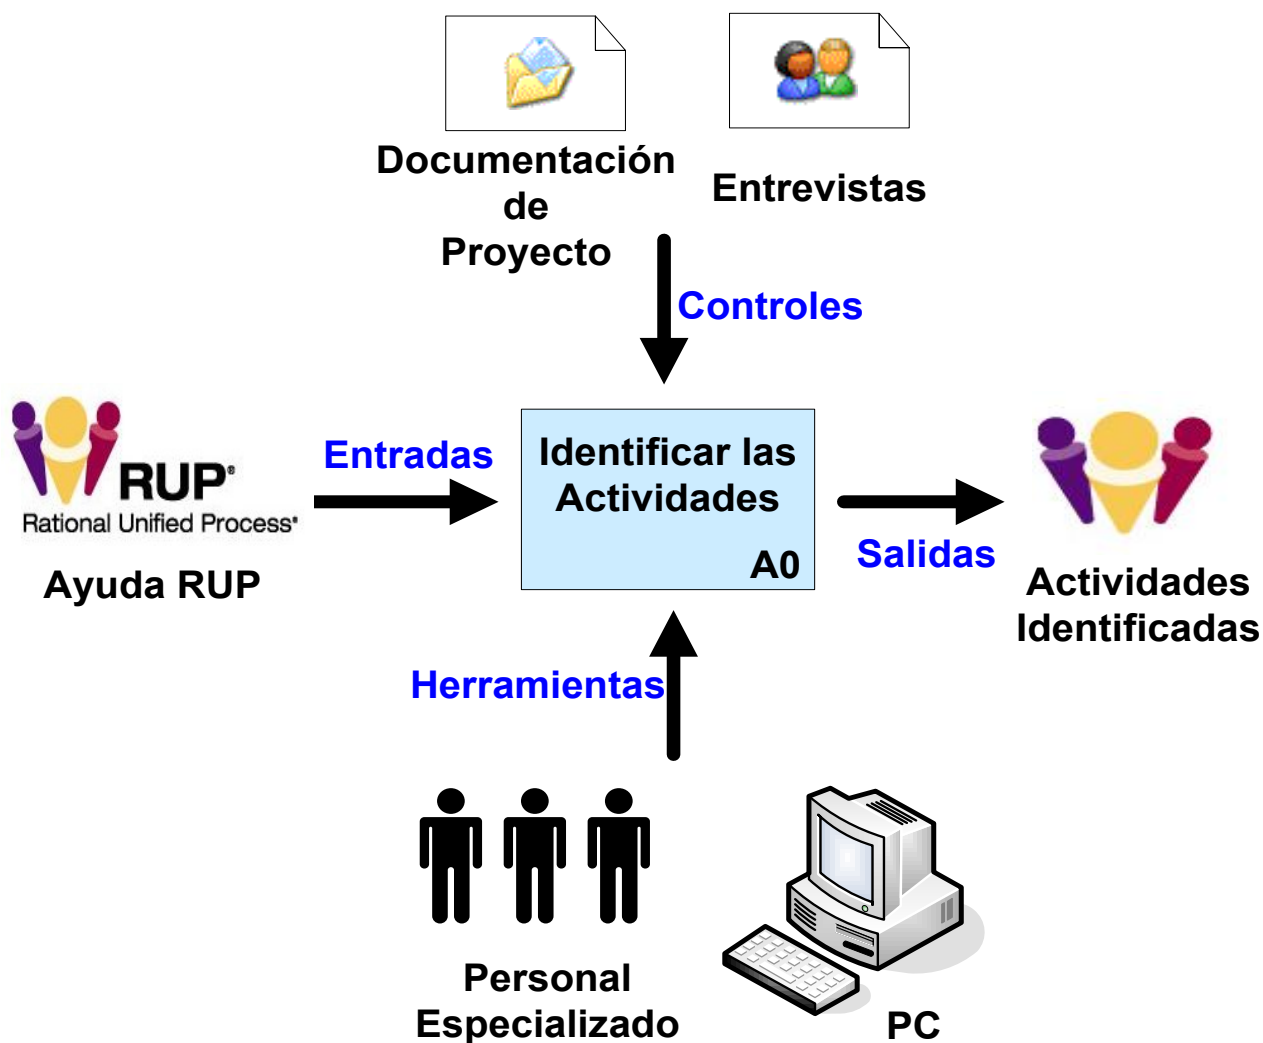 Documentación
de
Proyecto
Entrevistas
Controles
RUP®
Rational Unified Process®
Ayuda RUP
Entradas
Identificar las
Actividades
A0
Salidas
Actividades
Identificadas
Herramientas
Personal
Especializado
PC